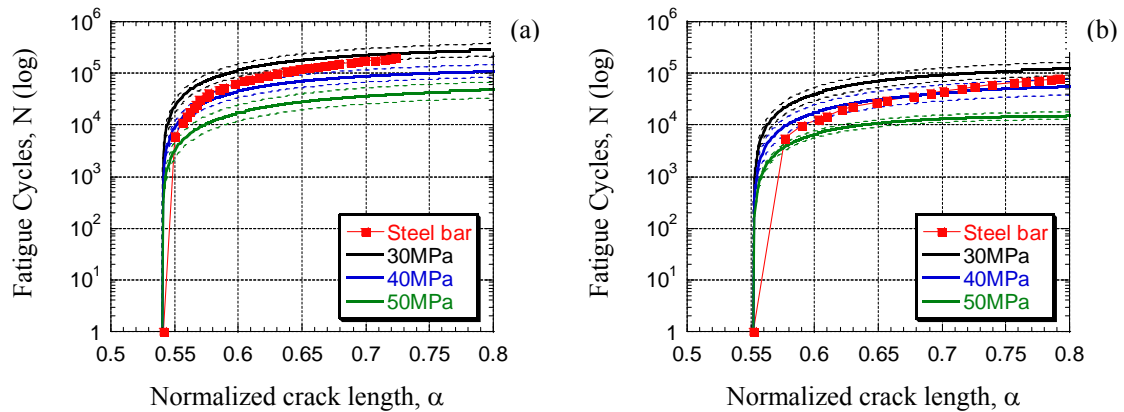 (a)
Fatigue Cycles, N (log)
10^6
10^5
10^4
10^3
10^2
10^1
1
0.5 0.55 0.6 0.65 0.7 0.75 0.8
Normalized crack length, α
Steel bar
30MPa
40MPa
50MPa
(b)
Fatigue Cycles, N (log)
10^6
10^5
10^4
10^3
10^2
10^1
1
0.5 0.55 0.6 0.65 0.7 0.75 0.8
Normalized crack length, α
Steel bar
30MPa
40MPa
50MPa